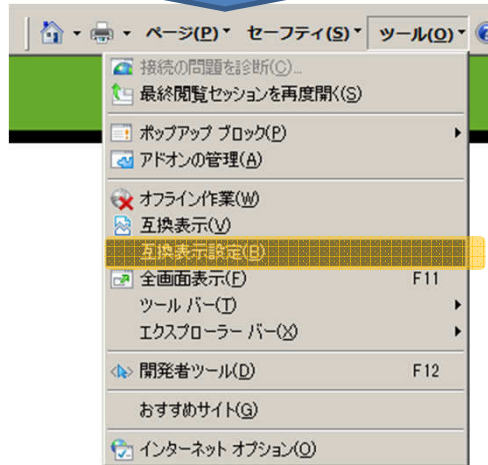 ページ(P) セーフティ(S) ツール(O)
接続の問題を診断(C)...
最終閲覧セッションを再度開く(S)
ポップアップ ブロック(P)
アドオンの管理(A)
オフライン作業(W)
互換表示(V)
互換表示設定(B)
全画面表示(F) F11
ツール バー(T)
エクスプローラー バー(X)
開発者ツール(D) F12
おすすめサイト(G)
インターネット オプション(O)